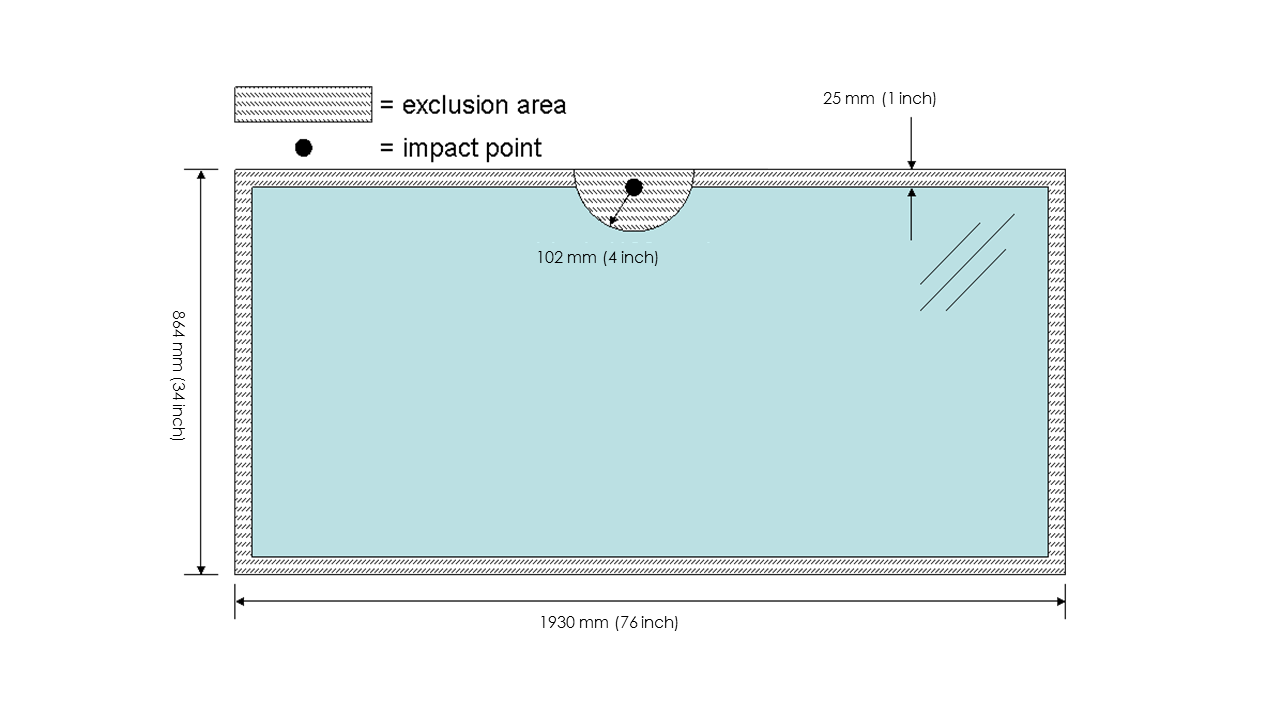 = exclusion area
25 mm (1 inch)
= impact point
102 mm (4 inch)
864 mm (34 inch)
1930 mm (76 inch)